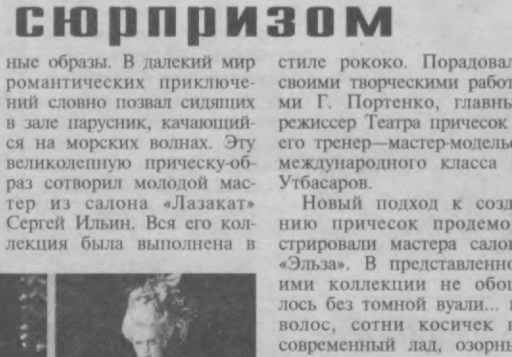 сюрпризом
ные образы. В далекий мир
романтических приключе-
ний словно позвал сидящих
в зале парусник, качающий-
ся на морских волнах. Эту
великолепную прическу-об-
раз сотворил молодой мас-
тер из салона «Лазакат»
Сергей Ильин. Вся его кол-
лекция была выполнена в
стиле рококо. Порадовал
своими творческими работ
ми Г. Портенко, главны
режиссер Театра причесок
его тренер—мастер-модельє
международного класса
Утбасаров.
Новый подход к созд
нию причесок продемо
стрировали мастера сало
«Эльза». В представленно
ими коллекции не обош
лось без томной вуали...
волос, сотни косичек н
современный лад, озорны